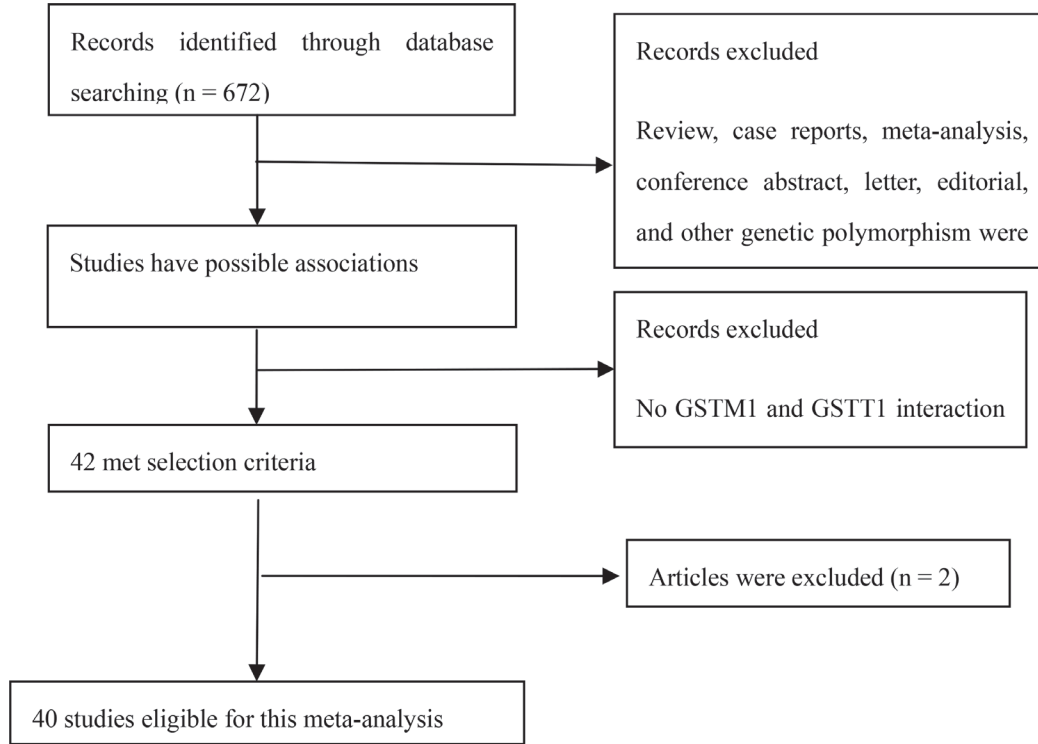 Records identified through database
searching (n = 672)
Records excluded
Review, case reports, meta-analysis,
conference abstract, letter, editorial,
and other genetic polymorphism were
Studies have possible associations
Records excluded
No GSTM1 and GSTT1 interaction
42 met selection criteria
Articles were excluded (n = 2)
40 studies eligible for this meta-analysis